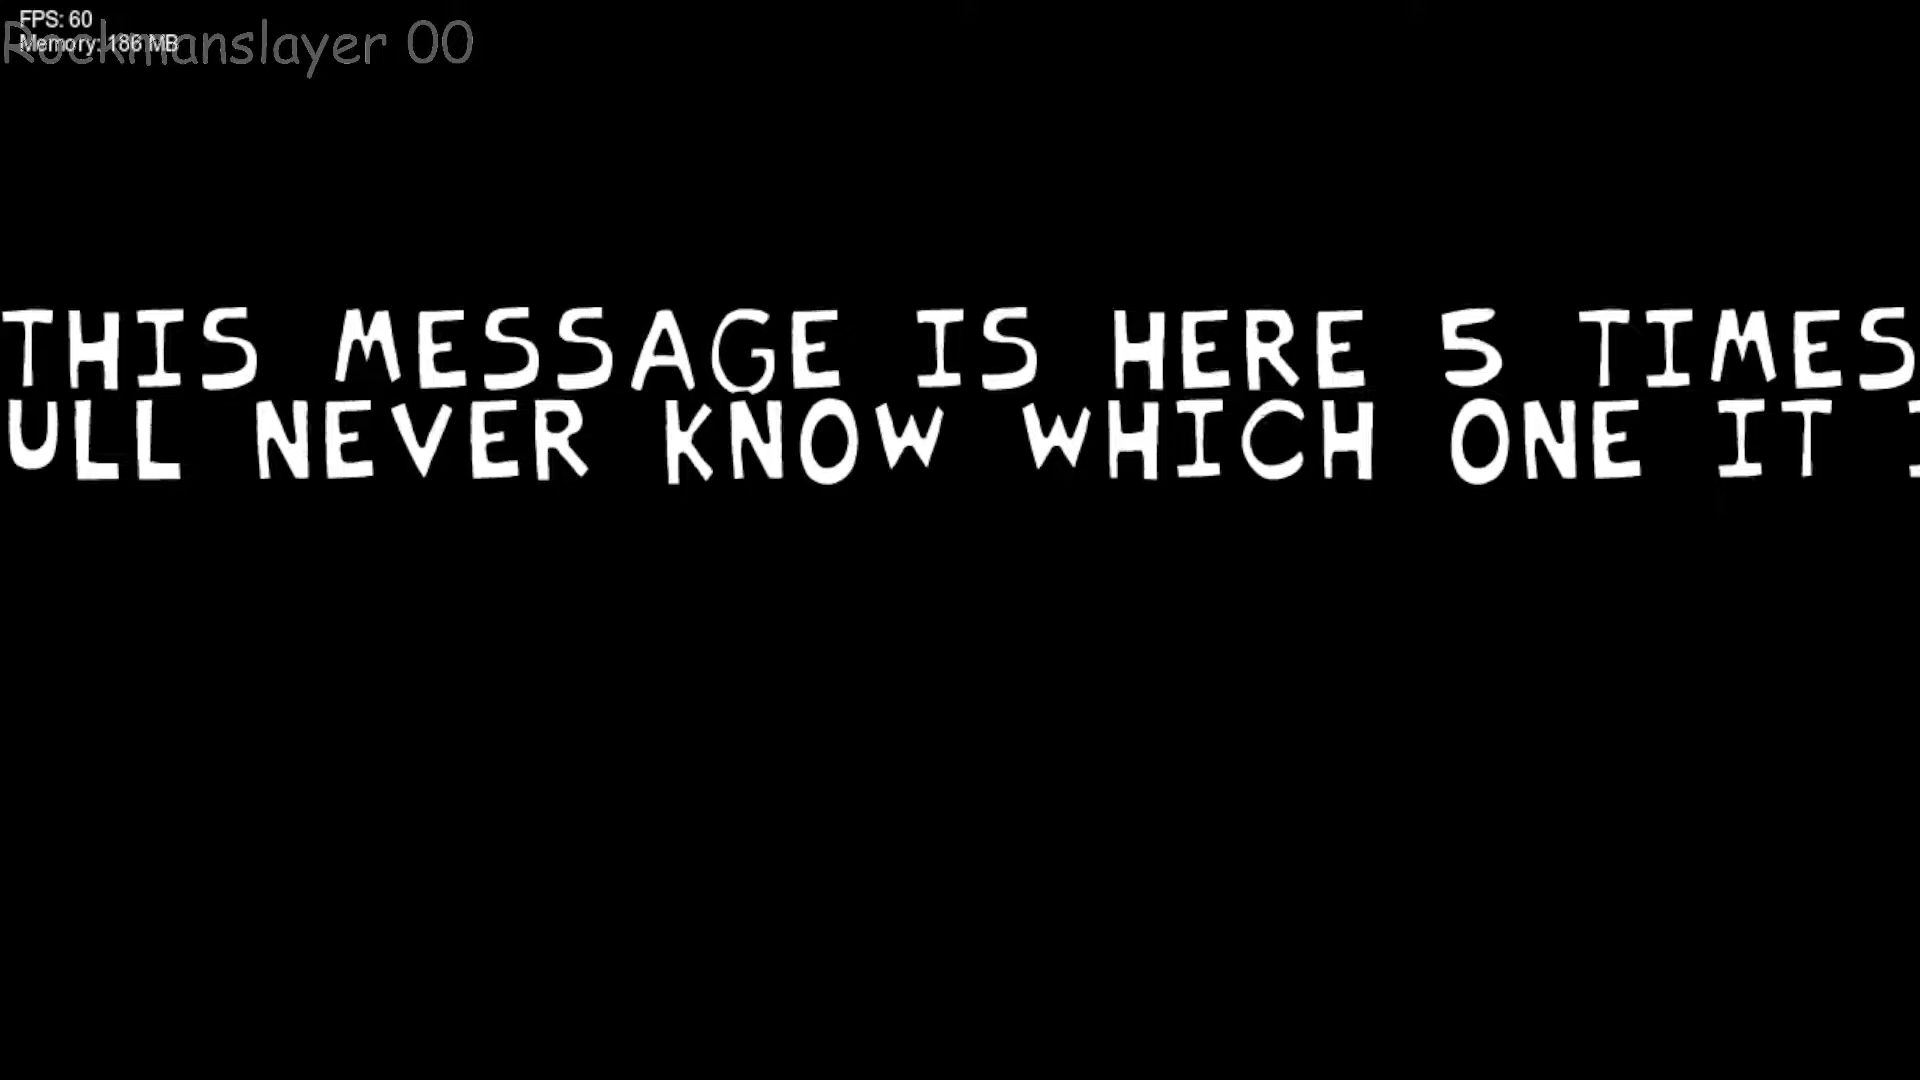 FPS: 60
Rockmanslayer 00
Memory: 186 MB
THIS MESSAGE IS HERE 5 TIMES
ULL NEVER KNOW WHICH ONE IT I